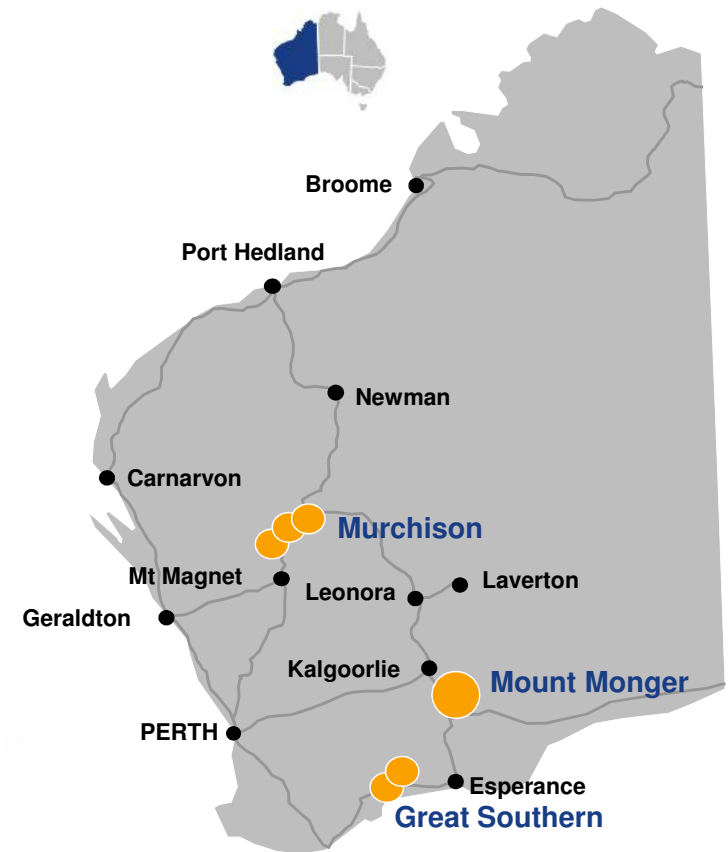 Broome
Port Hedland
Newman
Carnarvon
Murchison
Mt Magnet
Leonora
Laverton
Geraldton
Kalgoorlie
Mount Monger
PERTH
Esperance
Great Southern